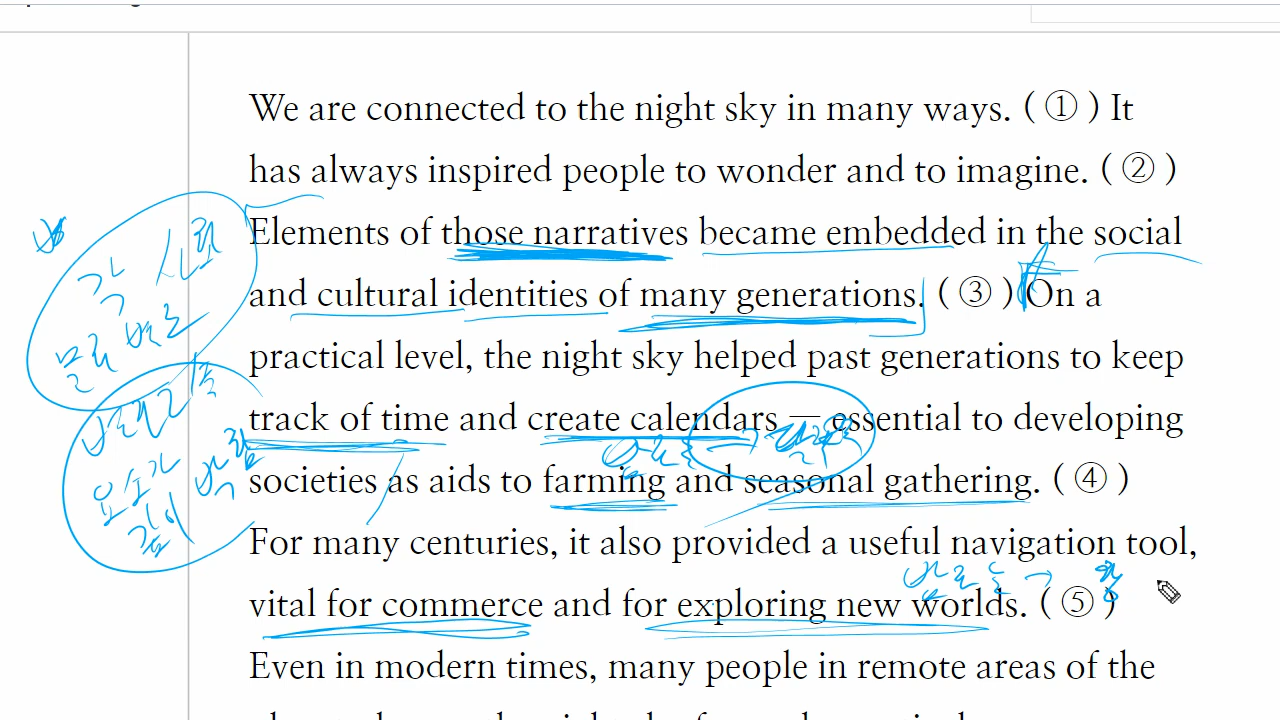 We are connected to the night sky in many ways. ( ① ) It
has always inspired people to wonder and to imagine. ( ② )
Elements of those narratives became embedded in the social
and cultural identities of many generations. ( ③ ) On a
practical level, the night sky helped past generations to keep
track of time and create calendars — essential to developing
societies as aids to farming and seasonal gathering. ( ④ )
For many centuries, it also provided a useful navigation tool,
vital for commerce and for exploring new worlds. ( ⑤ )
Even in modern times, many people in remote areas of the